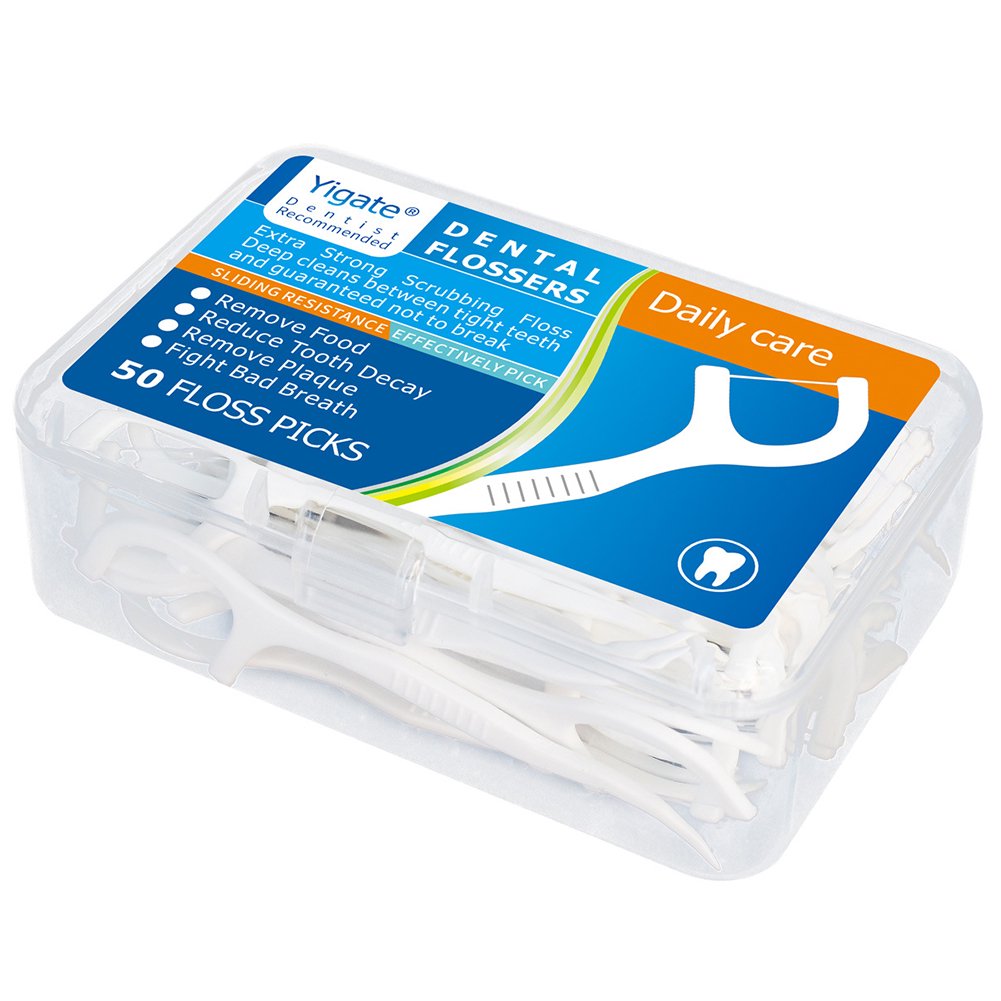 Yigate®
Dentist
Recommended
DENTAL
FLOSSERS
Extra Strong Scrubbing Floss
Deep cleans between tight teeth
and guaranteed not to break
SLIDING RESISTANCE EFFECTIVELY PICK
Remove Food
Reduce Tooth Decay
Remove Plaque
Fight Bad Breath
50 FLOSS PICKS
Daily care